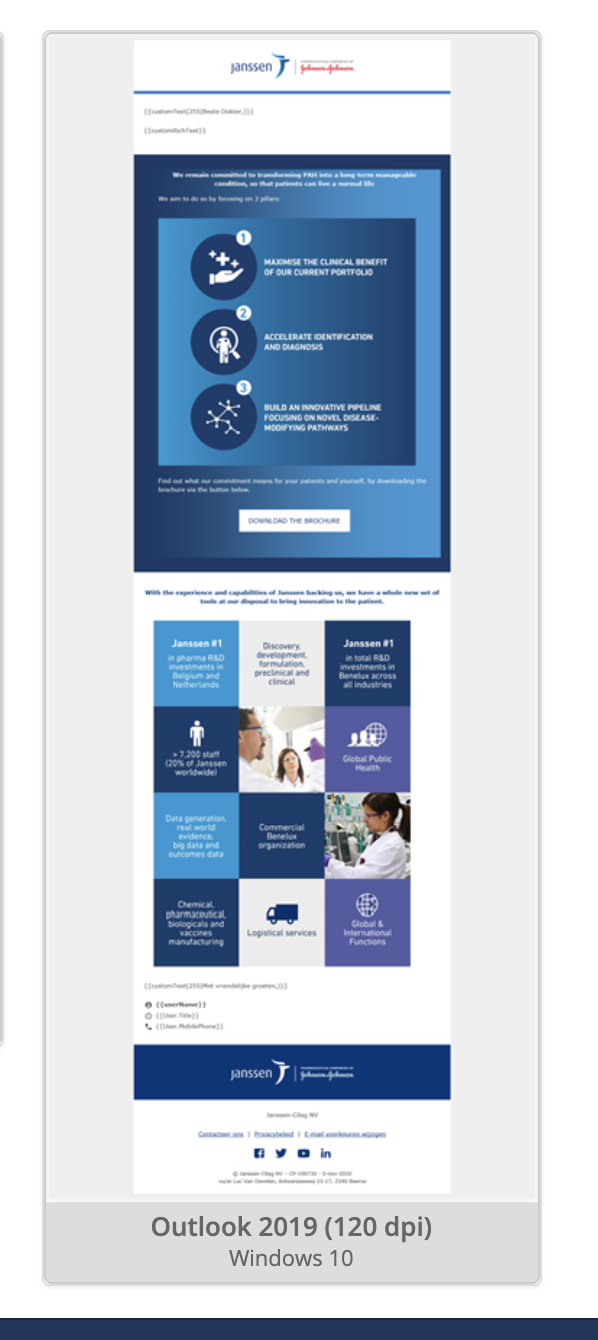 janssen
PHARMACEUTICAL COMPANIES OF
Johnson & Johnson
{{customText[255|Beste Dokter,]}}
{{customRichText}}
We remain committed to transforming PAH into a long-term manageable
condition, so that patients can live a normal life
We aim to do so by focusing on 3 pillars:
1
MAXIMISE THE CLINICAL BENEFIT
OF OUR CURRENT PORTFOLIO
2
ACCELERATE IDENTIFICATION
AND DIAGNOSIS
3
BUILD AN INNOVATIVE PIPELINE
FOCUSING ON NOVEL DISEASE-
MODIFYING PATHWAYS
Find out what our commitment means for your patients and yourself, by downloading the
brochure via the button below.
DOWNLOAD THE BROCHURE
With the experience and capabilities of Janssen backing us, we have a whole new set of
tools at our disposal to bring innovation to the patient.
Janssen #1
in pharma R&D
investments in
Belgium and
Netherlands
Discovery,
development,
formulation,
preclinical and
clinical
Janssen #1
in total R&D
investments in
Benelux across
all industries
> 7,200 staff
(20% of Janssen
worldwide)
Global Public
Health
Data generation,
real world
evidence,
big data and
outcomes data
Commercial
Benelux
organization
Chemical,
pharmaceutical,
biologicals and
vaccines
manufacturing
Logistical services
Global &
International
Functions
{{customText[255|Met vriendelijke groeten,]}}
{{userName}}
{{User.Title}}
{{User.MobilePhone}}
janssen
PHARMACEUTICAL COMPANIES OF
Johnson & Johnson
Janssen-Cilag NV
Contacteer ons | Privacybeleid | E-mail voorkeuren wijzigen
in
© Janssen-Cilag NV - CP-190730 - 5-nov-2020
vu/er Luc Van Oevelen, Antwerpseweg 15-17, 2340 Beerse
Outlook 2019 (120 dpi)
Windows 10